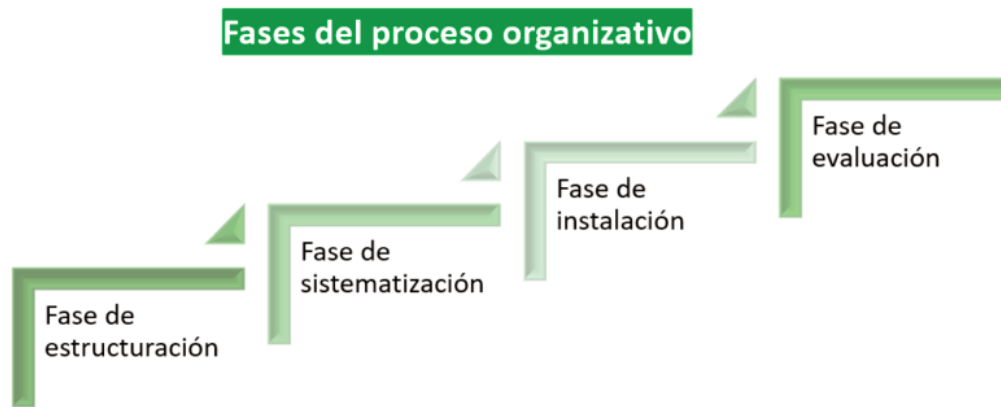 Fases del proceso organizativo
Fase de
estructuración
Fase de
sistematización
Fase de
instalación
Fase de
evaluación